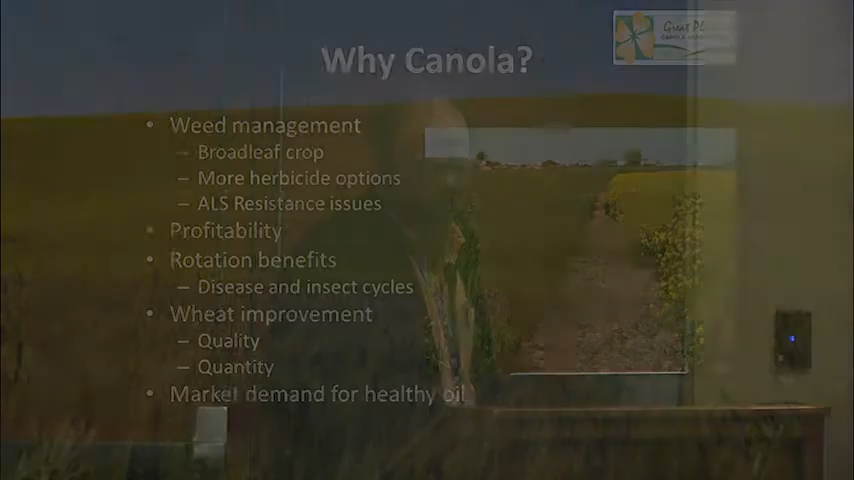 Why Canola?
Great
• Weed management
– Broadleaf crop
– More herbicide options
– ALS Resistance issues
• Profitability
• Rotation benefits
– Disease and insect cycles
• Wheat improvement
– Quality
– Quantity
• Market demand for healthy oil